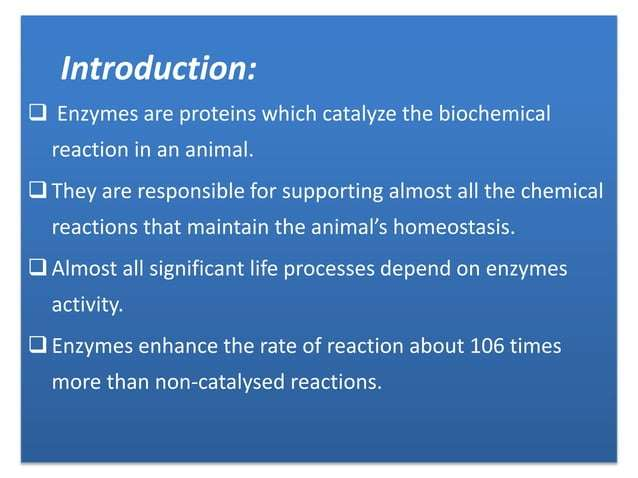 Introduction:
❑ Enzymes are proteins which catalyze the biochemical
reaction in an animal.
❑ They are responsible for supporting almost all the chemical
reactions that maintain the animal’s homeostasis.
❑ Almost all significant life processes depend on enzymes
activity.
❑ Enzymes enhance the rate of reaction about 106 times
more than non-catalysed reactions.